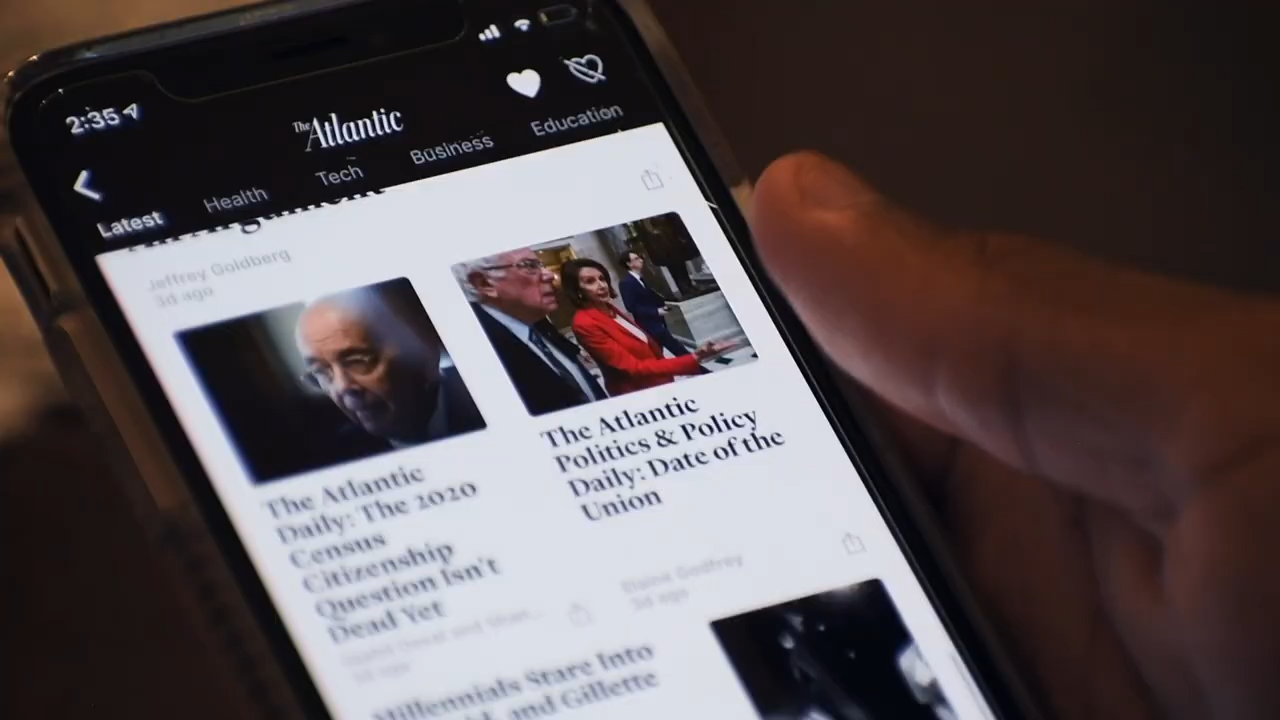 2:35
The Atlantic
Latest Health Tech Business Education
Jeffrey Goldberg
3d ago
The Atlantic
Daily: The 2020
Census
Citizenship
Question Isn't
Dead Yet
The Atlantic
Politics & Policy
Daily: Date of the
Union
Elaine Godfrey
3d ago
Millennials Stare Into
and Gillette